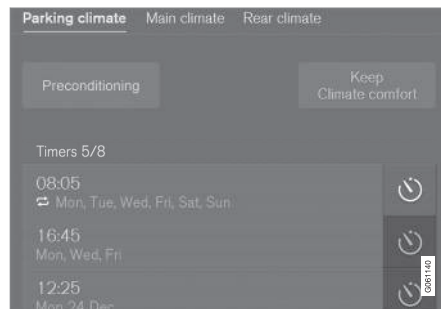 Parking climate Main climate Rear climate
Preconditioning
Keep
Climate comfort
Timers 5/8
08:05
Mon, Tue, Wed, Fri, Sat, Sun
16:45
Mon, Wed, Fri
12:25
Mon 24 Dec
G061140